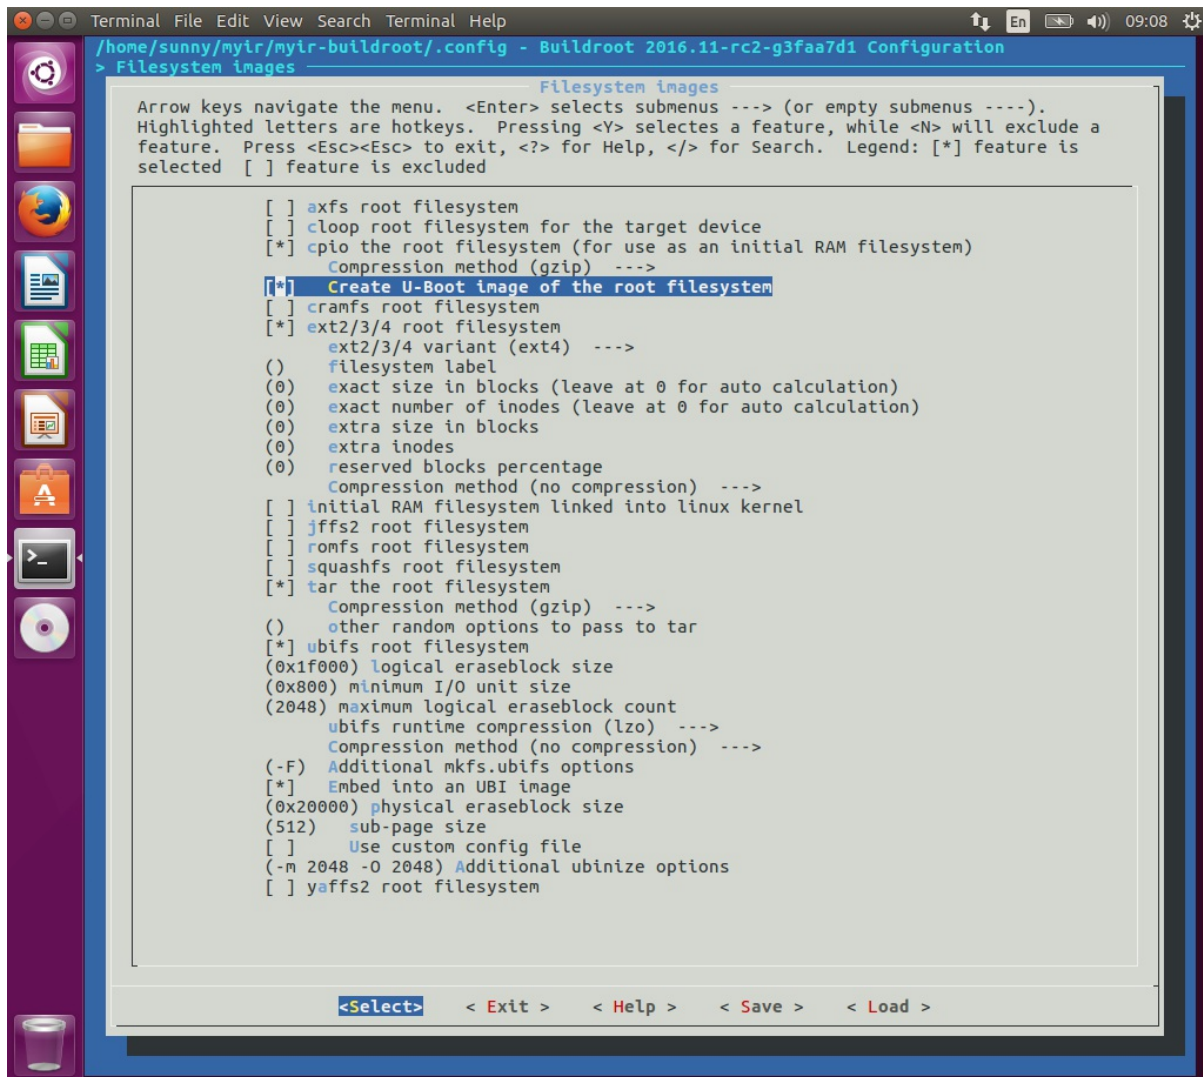 Terminal File Edit View Search Terminal Help En 09:08
/home/sunny/myir/myir-buildroot/.config - Buildroot 2016.11-rc2-g3faa7d1 Configuration
> Filesystem images
Filesystem images
Arrow keys navigate the menu.  <Enter> selects submenus ---> (or empty submenus ----).
Highlighted letters are hotkeys.  Pressing <Y> selectes a feature, while <N> will exclude a
feature.  Press <Esc><Esc> to exit, <?> for Help, </> for Search.  Legend: [*] feature is
selected  [ ] feature is excluded
[ ] axfs root filesystem
[ ] cloop root filesystem for the target device
[*] cpio the root filesystem (for use as an initial RAM filesystem)
Compression method (gzip)  --->
[*]   Create U-Boot image of the root filesystem
[ ] cramfs root filesystem
[*] ext2/3/4 root filesystem
ext2/3/4 variant (ext4)  --->
()    filesystem label
(0)   exact size in blocks (leave at 0 for auto calculation)
(0)   exact number of inodes (leave at 0 for auto calculation)
(0)   extra size in blocks
(0)   extra inodes
(0)   reserved blocks percentage
Compression method (no compression)  --->
[ ] initial RAM filesystem linked into linux kernel
[ ] jffs2 root filesystem
[ ] romfs root filesystem
[ ] squashfs root filesystem
[*] tar the root filesystem
Compression method (gzip)  --->
()    other random options to pass to tar
[*] ubifs root filesystem
(0x1f000) logical eraseblock size
(0x800) minimum I/O unit size
(2048) maximum logical eraseblock count
ubifs runtime compression (lzo)  --->
Compression method (no compression)  --->
(-F)  Additional mkfs.ubifs options
[*]   Embed into an UBI image
(0x20000) physical eraseblock size
(512)   sub-page size
[ ]     Use custom config file
(-m 2048 -O 2048) Additional ubinize options
[ ] yaffs2 root filesystem
<Select>    < Exit >    < Help >    < Save >    < Load >